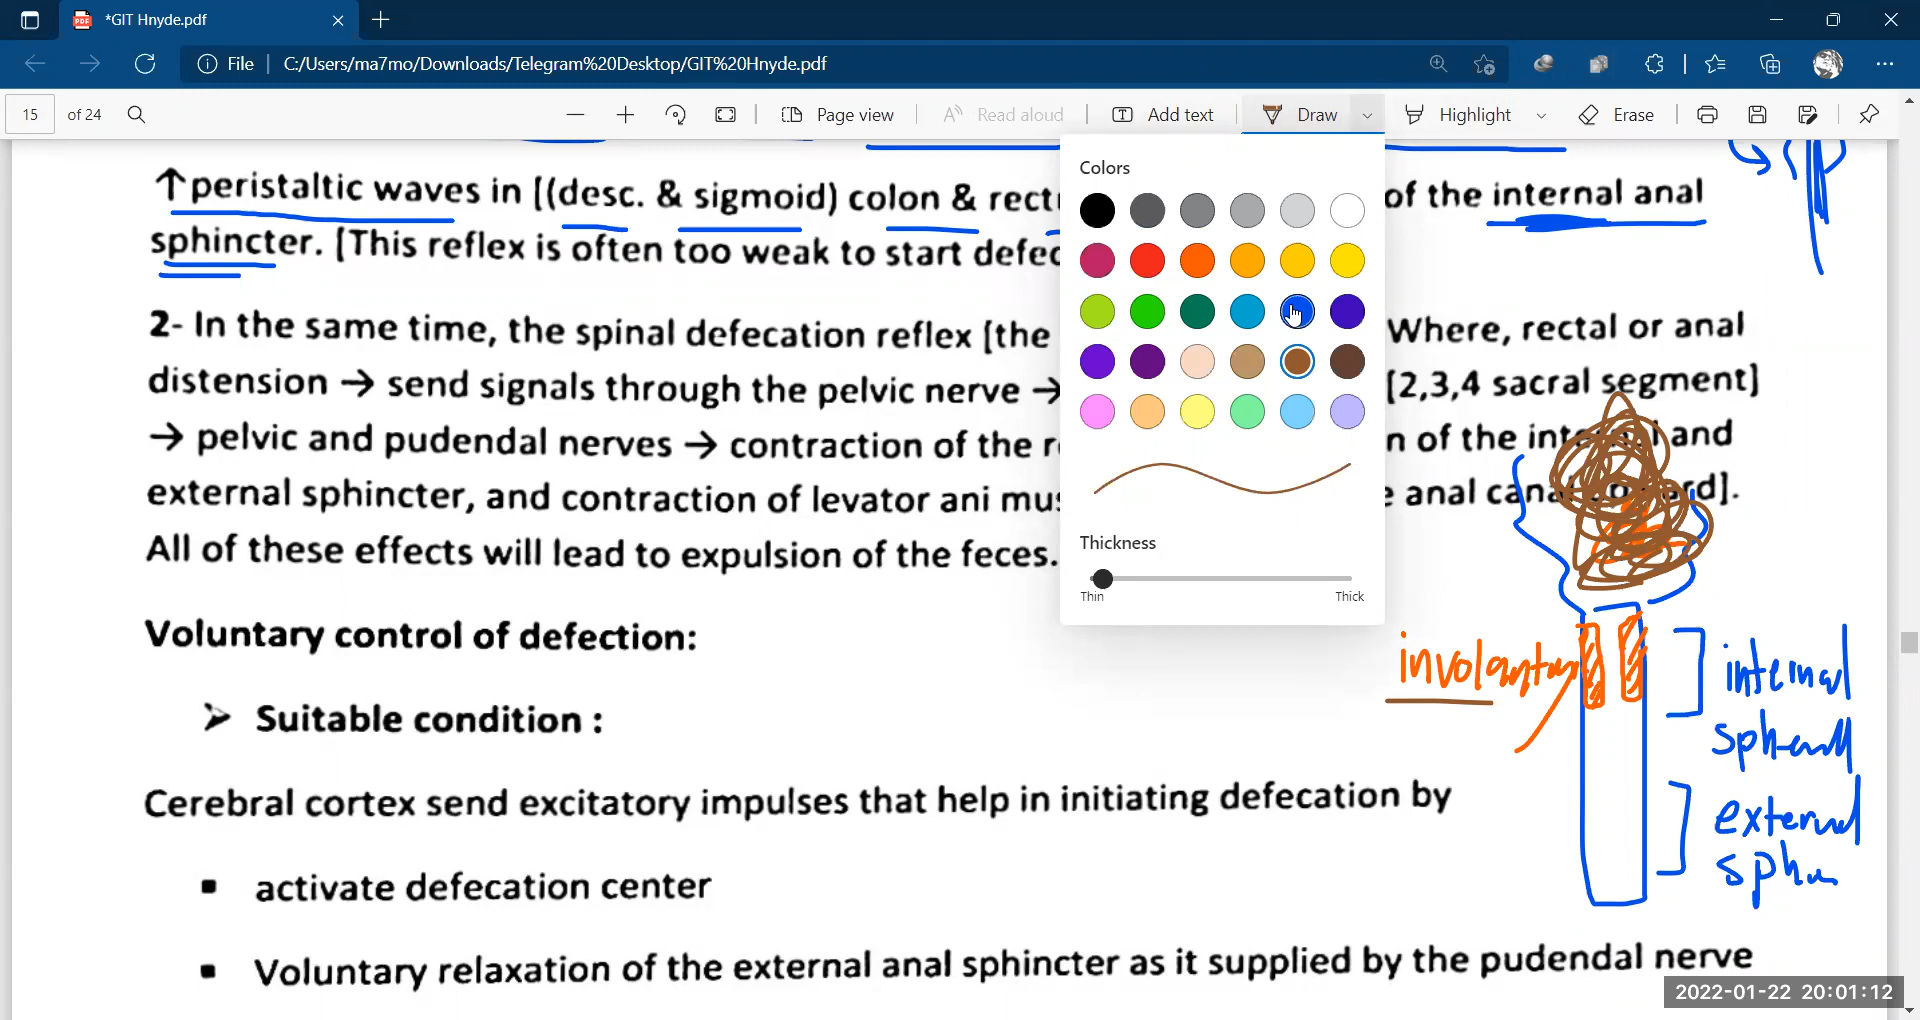 *GIT Hnyde.pdf
File C:/Users/ma7mo/Downloads/Telegram%20Desktop/GIT%20Hnyde.pdf
15 of 24 Page view Read aloud Add text Draw Highlight Erase
Colors
Thickness
Thin Thick
↑peristaltic waves in [(desc. & sigmoid) colon & of the internal anal
sphincter. [This reflex is often too weak to start
2- In the same time, the spinal defecation reflex [the Where, rectal or anal
distension → send signals through the pelvic nerve → [2,3,4 sacral segment]
→ pelvic and pudendal nerves → contraction of the of the and
external sphincter, and contraction of levator ani anal
All of these effects will lead to expulsion of the feces.
Voluntary control of defection:
➢ Suitable condition :
Cerebral cortex send excitatory impulses that help in initiating defecation by
▪ activate defecation center
▪ Voluntary relaxation of the external anal sphincter as it supplied by the pudendal nerve
internal
external
2022-01-22 20:01:12